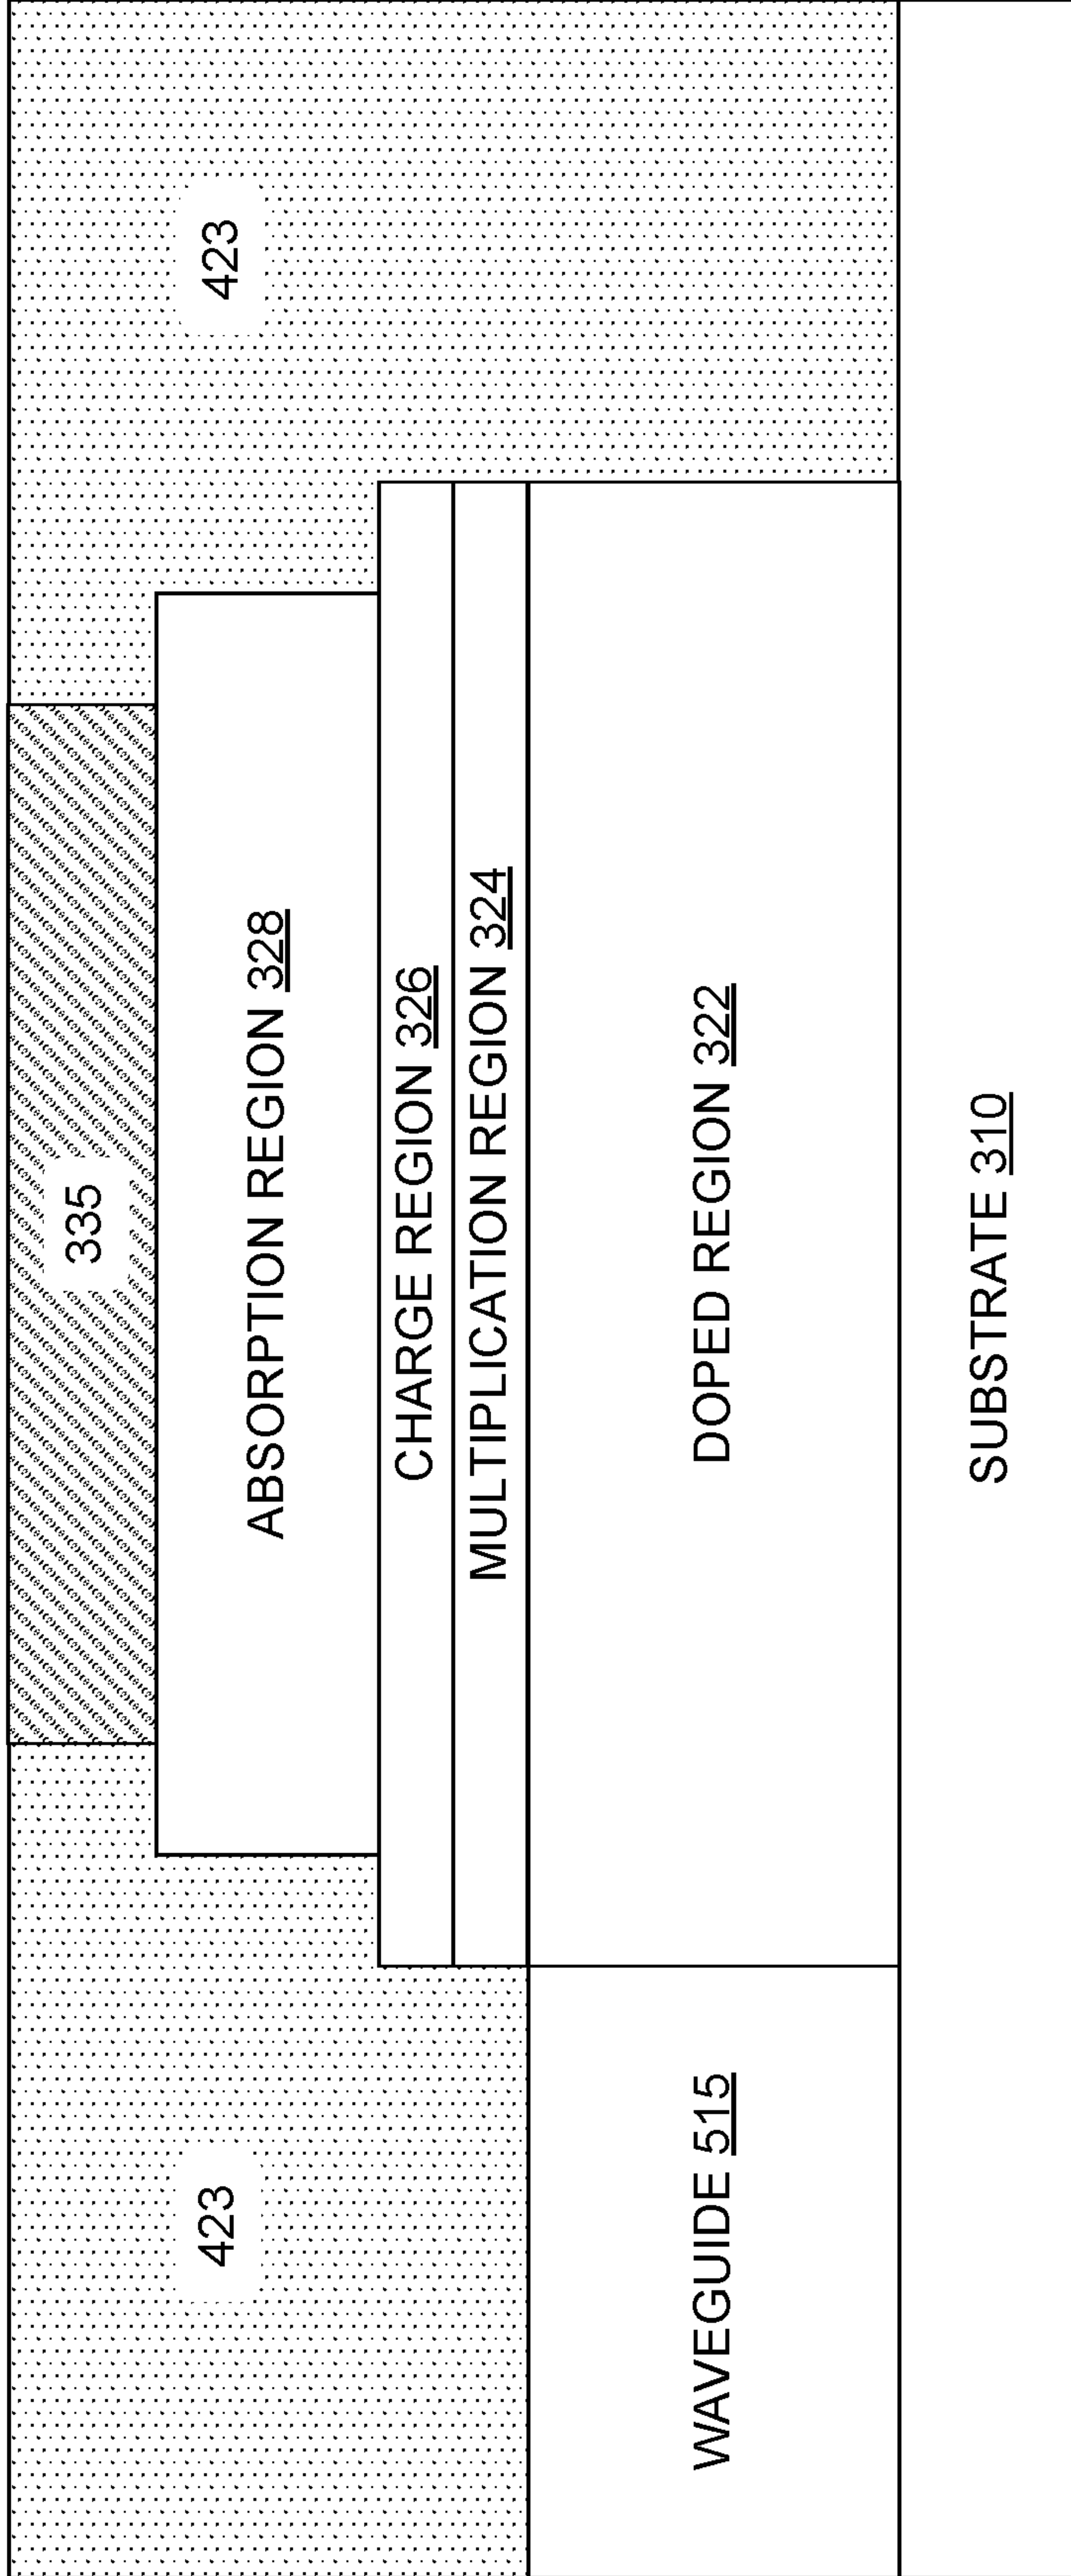 335
423
423
ABSORPTION REGION 328
CHARGE REGION 326
MULTIPLICATION REGION 324
WAVEGUIDE 515
DOPED REGION 322
SUBSTRATE 310